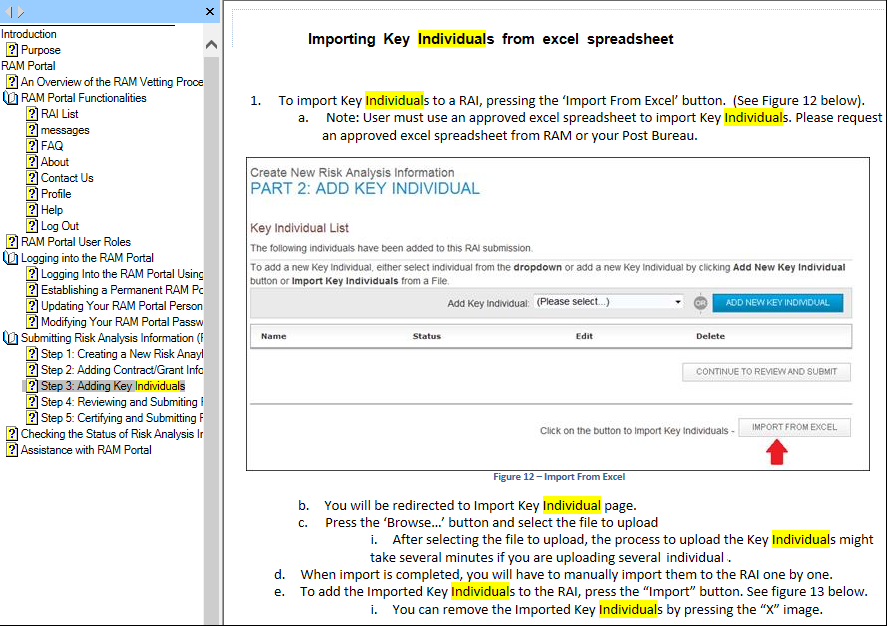 Introduction
Purpose
RAM Portal
An Overview of the RAM Vetting Proce
RAM Portal Functionalities
RAI List
messages
FAQ
About
Contact Us
Profile
Help
Log Out
RAM Portal User Roles
Logging into the RAM Portal
Logging Into the RAM Portal Using
Establishing a Permanent RAM Po
Updating Your RAM Portal Person
Modifying Your RAM Portal Passw
Submitting Risk Analysis Information (F
Step 1: Creating a New Risk Anayl
Step 2: Adding Contract/Grant Info
Step 3: Adding Key Individuals
Step 4: Reviewing and Submiting F
Step 5: Certifying and Submitting F
Checking the Status of Risk Analysis Ir
Assistance with RAM Portal
Importing Key Individuals from excel spreadsheet
1. To import Key Individuals to a RAI, pressing the ‘Import From Excel’ button. (See Figure 12 below).
a. Note: User must use an approved excel spreadsheet to import Key Individuals. Please request
an approved excel spreadsheet from RAM or your Post Bureau.
Create New Risk Analysis Information
PART 2: ADD KEY INDIVIDUAL
Key Individual List
The following individuals have been added to this RAI submission.
To add a new Key Individual, either select individual from the dropdown or add a new Key Individual by clicking Add New Key Individual
button or Import Key Individuals from a File.
Add Key Individual: (Please select...) OR ADD NEW KEY INDIVIDUAL
Name Status Edit Delete
CONTINUE TO REVIEW AND SUBMIT
Click on the button to Import Key Individuals - IMPORT FROM EXCEL
Figure 12 – Import From Excel
b. You will be redirected to Import Key Individual page.
c. Press the ‘Browse…’ button and select the file to upload
i. After selecting the file to upload, the process to upload the Key Individuals might
take several minutes if you are uploading several individual .
d. When import is completed, you will have to manually import them to the RAI one by one.
e. To add the Imported Key Individuals to the RAI, press the “Import” button. See figure 13 below.
i. You can remove the Imported Key Individuals by pressing the “X” image.